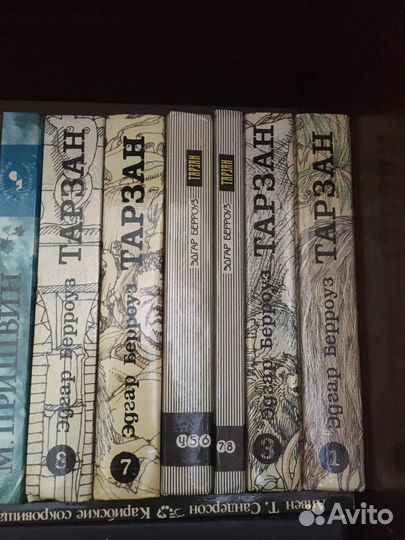 М. ПРИШВИН
Эдгар Берроуз ТАРЗАН
8
Эдгар Берроуз ТАРЗАН
7
ЭДГАР БЕРРОУЗ ТАРЗАН
456
ЭДГАР БЕРРОУЗ ТАРЗАН
78
Эдгар Берроуз ТАРЗАН
3
Эдгар Берроуз ТАРЗАН
1
Айвен Т. Сандерсон Карибские сокровища
Avito